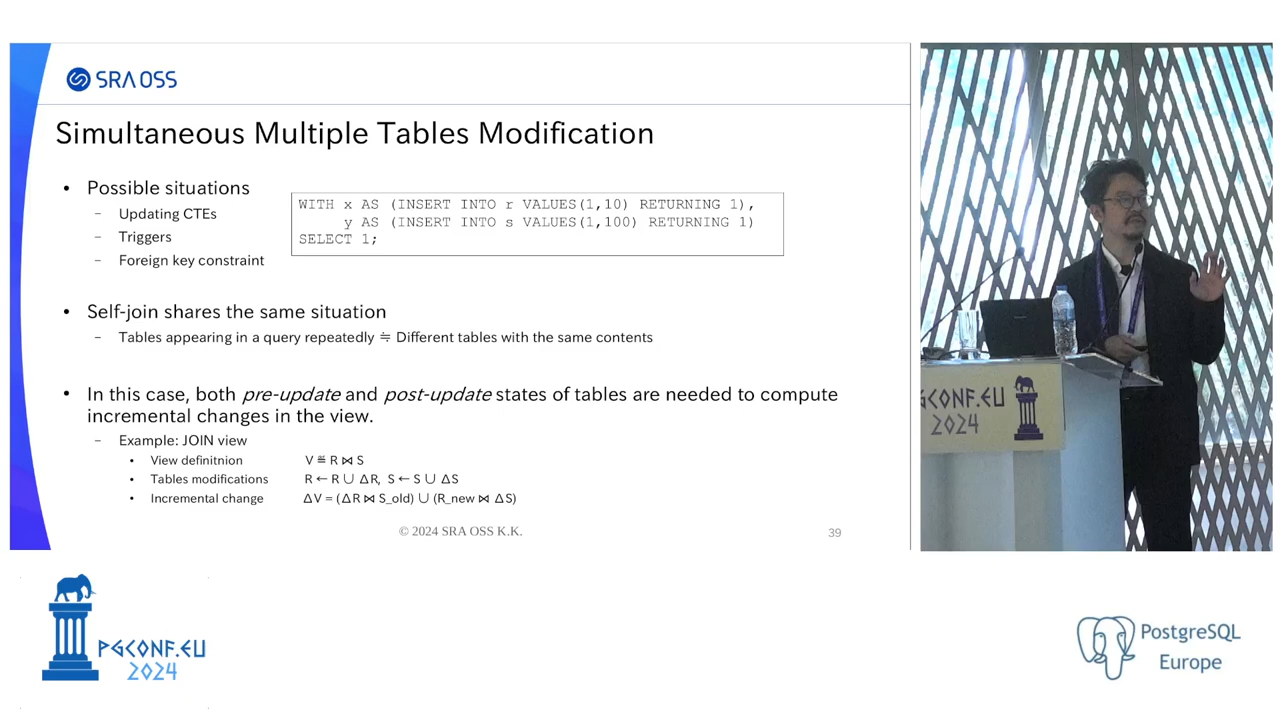 SRA OSS
Simultaneous Multiple Tables Modification
• Possible situations
– Updating CTEs
– Triggers
– Foreign key constraint
WITH x AS (INSERT INTO r VALUES(1,10) RETURNING 1),
y AS (INSERT INTO s VALUES(1,100) RETURNING 1)
SELECT 1;
• Self-join shares the same situation
– Tables appearing in a query repeatedly ≒ Different tables with the same contents
• In this case, both pre-update and post-update states of tables are needed to compute
incremental changes in the view.
– Example: JOIN view
• View definitnion V ≝ R ⋈ S
• Tables modifications R ← R ∪ ΔR, S ← S ∪ ΔS
• Incremental change ΔV = (ΔR ⋈ S_old) ∪ (R_new ⋈ ΔS)
© 2024 SRA OSS K.K.
39
GCONF.EU
2024
PGCONF.EU
2024
PostgreSQL
Europe